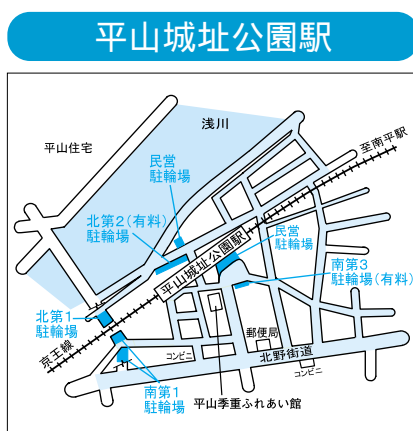 平山城址公園駅
浅川
平山住宅
至南平駅
民営
駐輪場
北第2(有料)
駐輪場
平山城址公園駅
民営
駐輪場
南第3
駐輪場(有料)
北第1
駐輪場
京王線
郵便局
コンビニ
北野街道
コンビニ
南第1
駐輪場
平山季重ふれあい館